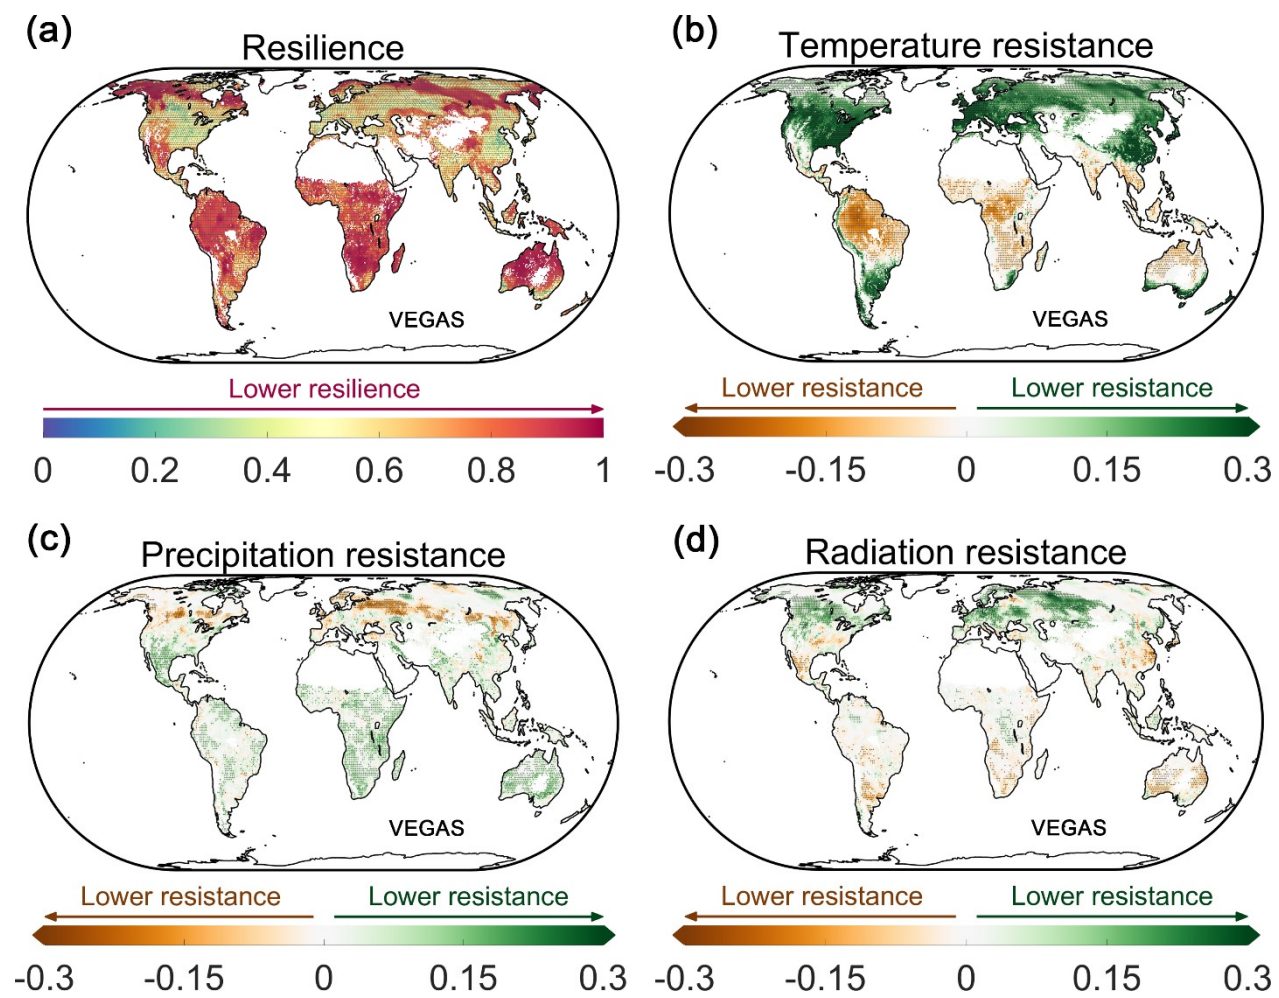 (a)
Resilience
VEGAS
Lower resilience
0 0.2 0.4 0.6 0.8 1
(b)
Temperature resistance
VEGAS
Lower resistance Lower resistance
-0.3 -0.15 0 0.15 0.3
(c)
Precipitation resistance
VEGAS
Lower resistance Lower resistance
-0.3 -0.15 0 0.15 0.3
(d)
Radiation resistance
VEGAS
Lower resistance Lower resistance
-0.3 -0.15 0 0.15 0.3